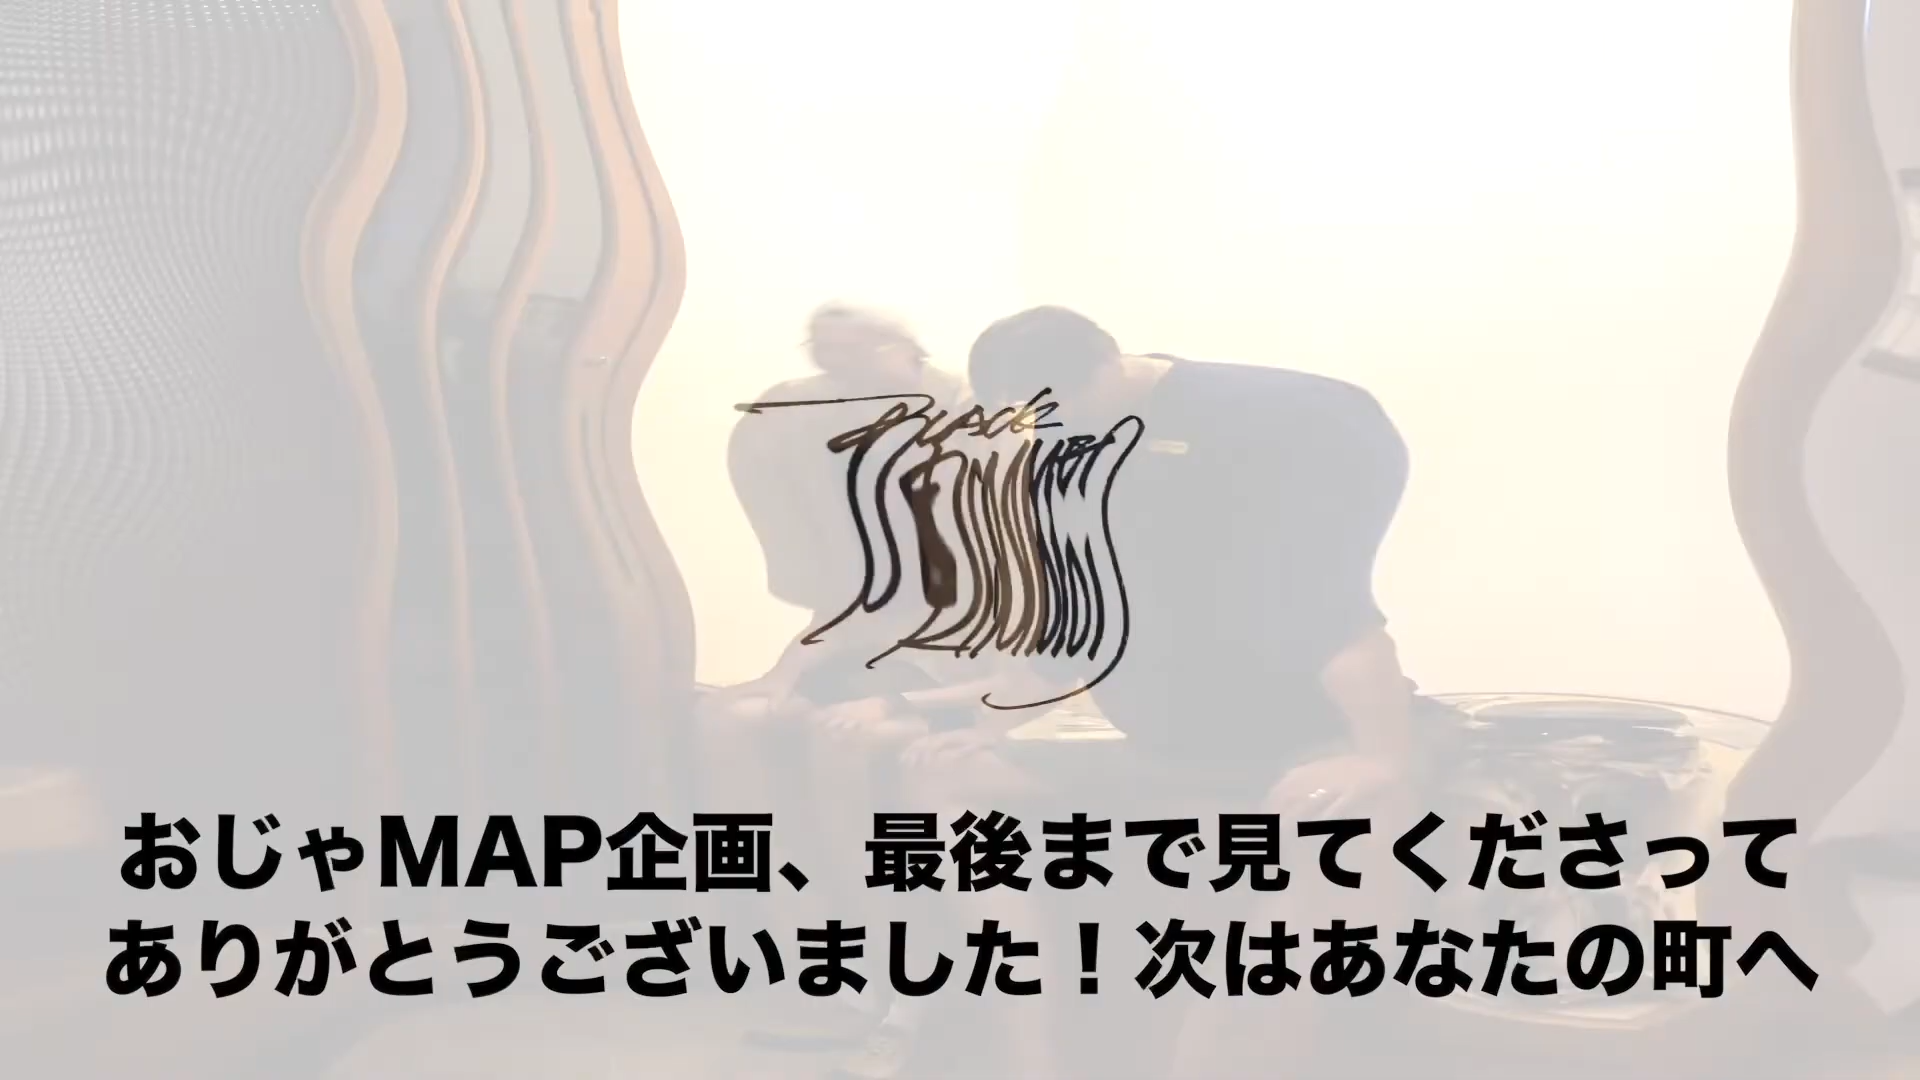 BLACK
おじゃMAP企画、最後まで見てくださって
ありがとうございました！次はあなたの町へ